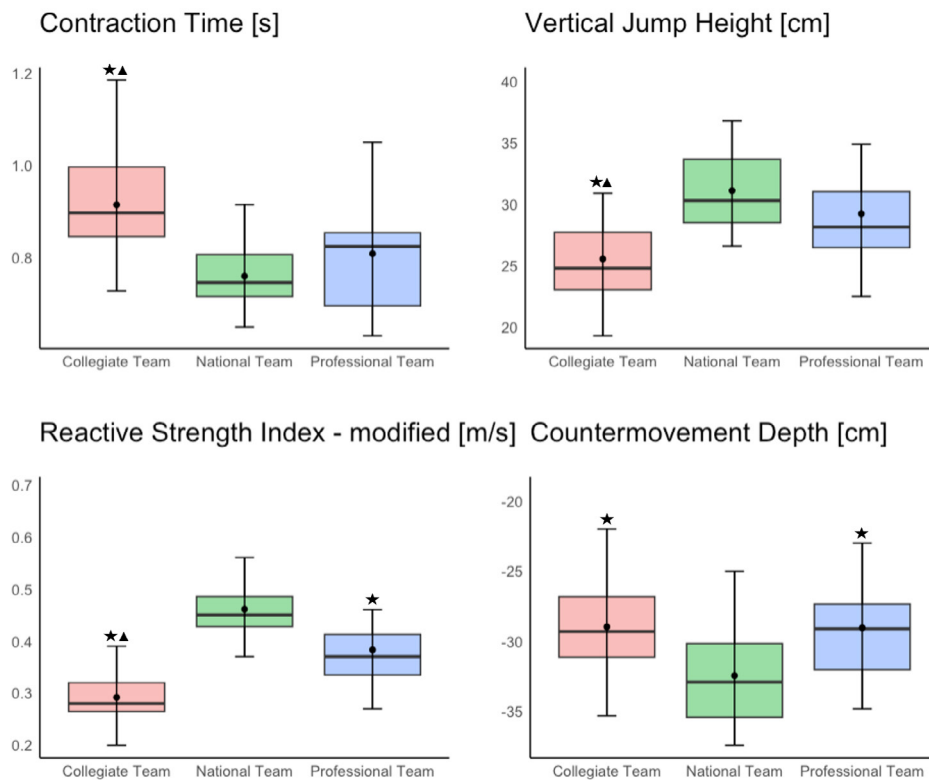 Contraction Time [s]
1.2
1.0
0.8
Collegiate Team National Team Professional Team
Vertical Jump Height [cm]
40
35
30
25
20
Collegiate Team National Team Professional Team
Reactive Strength Index - modified [m/s]
0.7
0.6
0.5
0.4
0.3
0.2
Collegiate Team National Team Professional Team
Countermovement Depth [cm]
-20
-25
-30
-35
Collegiate Team National Team Professional Team